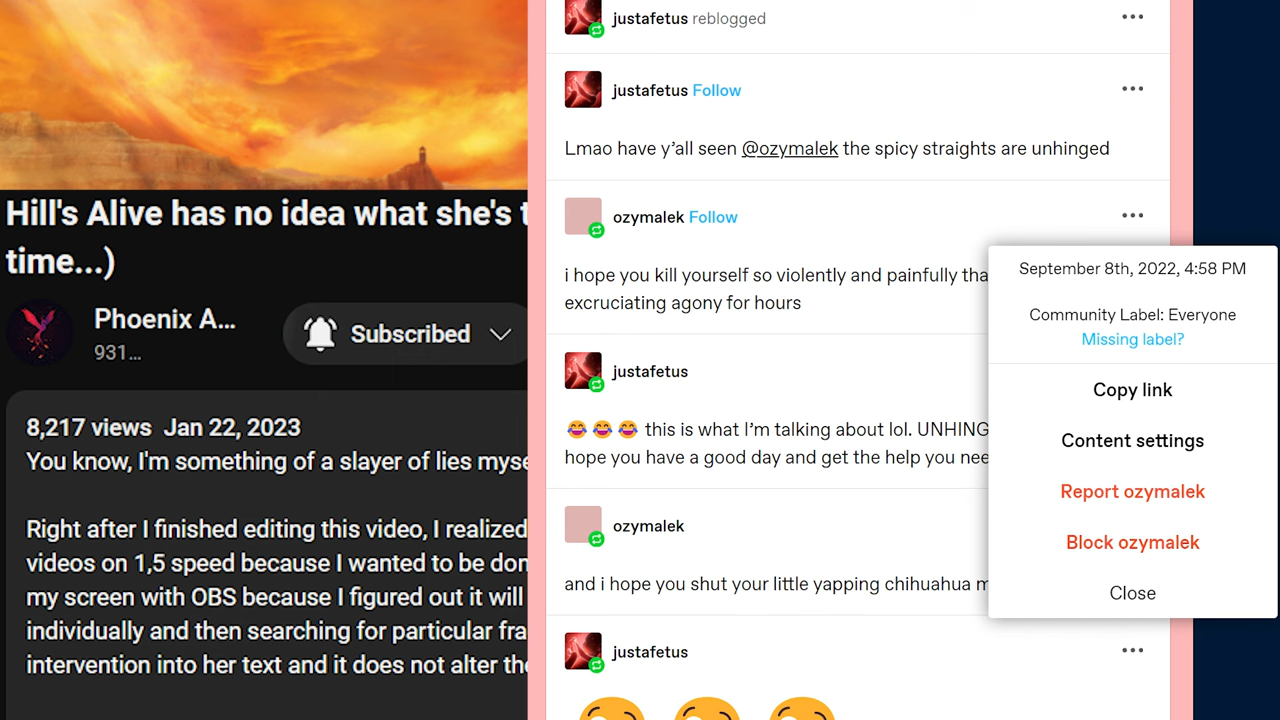 Hill's Alive has no idea what she's
time...)
Phoenix A...
931...
Subscribed
8,217 views Jan 22, 2023
You know, I'm something of a slayer of lies
Right after I finished editing this video, I realized
videos on 1,5 speed because I wanted to be
my screen with OBS because I figured out it will
individually and then searching for particular
intervention into her text and it does not alter
justafetus reblogged
justafetus Follow
Lmao have y'all seen @ozymalek the spicy straights are unhinged
ozymalek Follow
i hope you kill yourself so violently and painfully
excruciating agony for hours
justafetus
😂 😂 😂 this is what I'm talking about lol.
hope you have a good day and get the help you
ozymalek
and i hope you shut your little yapping chihuahua
justafetus
September 8th, 2022, 4:58 PM
Community Label: Everyone
Missing label?
Copy link
Content settings
Report ozymalek
Block ozymalek
Close